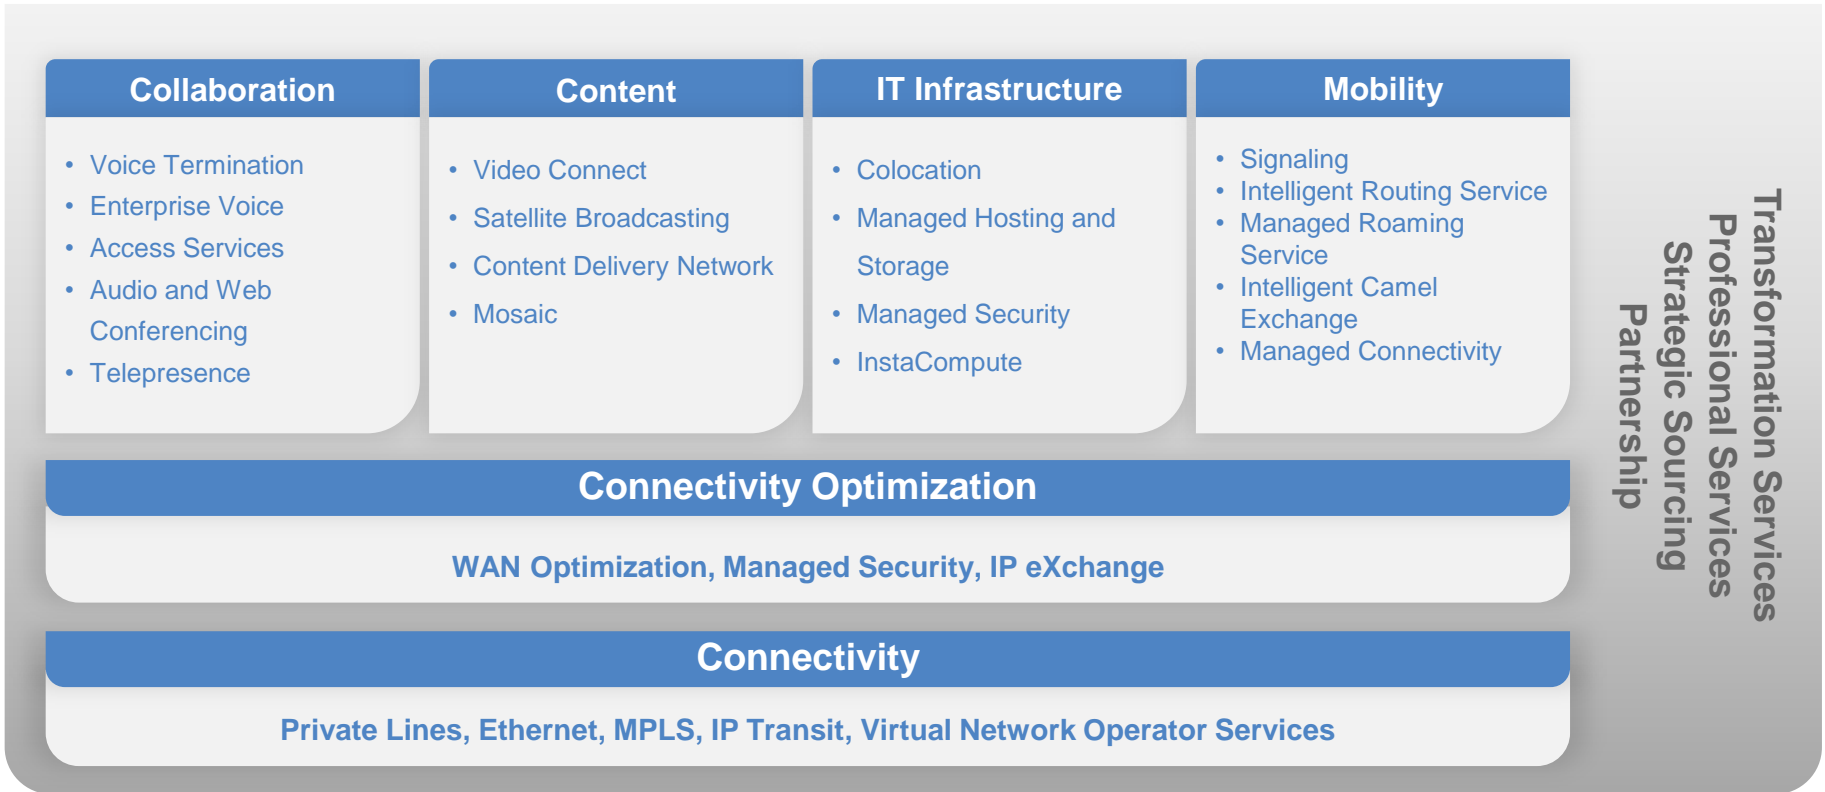 Collaboration
• Voice Termination
• Enterprise Voice
• Access Services
• Audio and Web
Conferencing
• Telepresence
Content
• Video Connect
• Satellite Broadcasting
• Content Delivery Network
• Mosaic
IT Infrastructure
• Colocation
• Managed Hosting and
Storage
• Managed Security
• InstaCompute
Mobility
• Signaling
• Intelligent Routing Service
• Managed Roaming
Service
• Intelligent Camel
Exchange
• Managed Connectivity
Connectivity Optimization
WAN Optimization, Managed Security, IP eXchange
Connectivity
Private Lines, Ethernet, MPLS, IP Transit, Virtual Network Operator Services
Transformation Services
Professional Services
Strategic Sourcing
Partnership